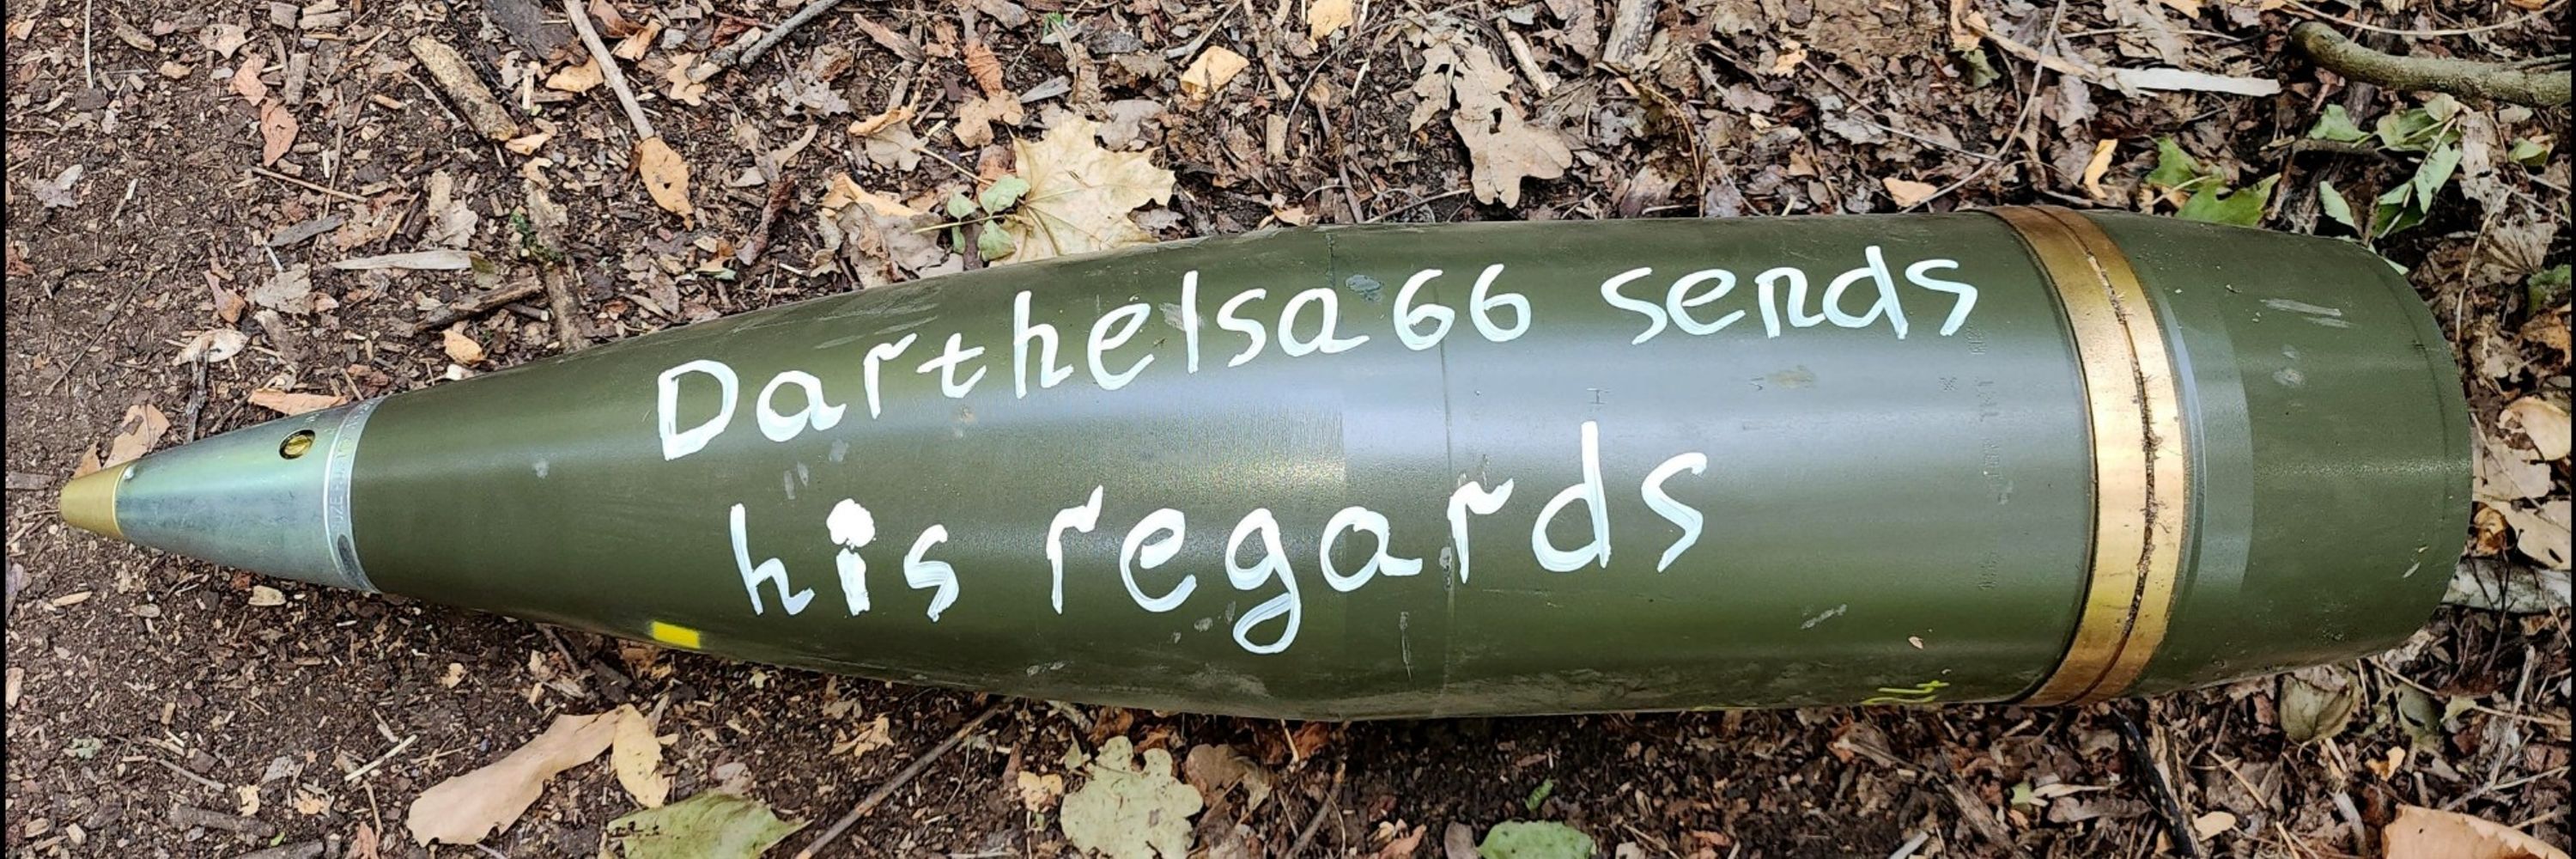 Darthelsa66 sends
his regards